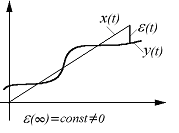 x(t)
ε(t)
y(t)
ε(∞)=const≠0